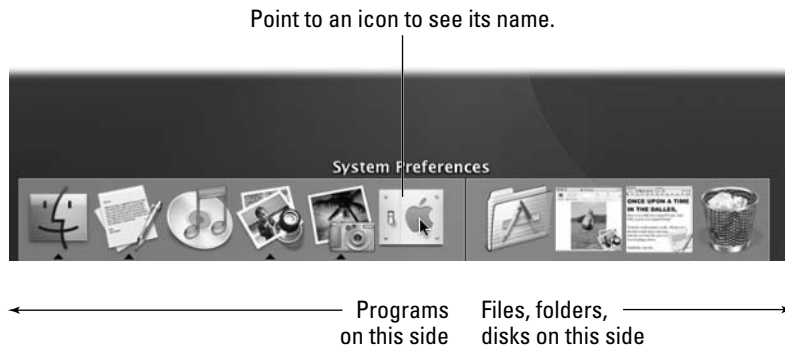 Point to an icon to see its name.
System Preferences
ONCE UPON A TIME
IN THE DALLES,
Programs
on this side
Files, folders,
disks on this side